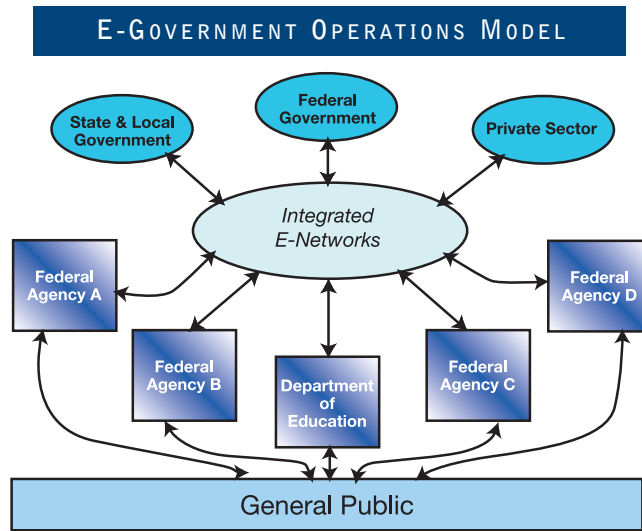 E-GOVERNMENT OPERATIONS MODEL
State & Local
Government
Federal
Government
Private Sector
Integrated
E-Networks
Federal
Agency A
Federal
Agency B
Department
of
Education
Federal
Agency C
Federal
Agency D
General Public